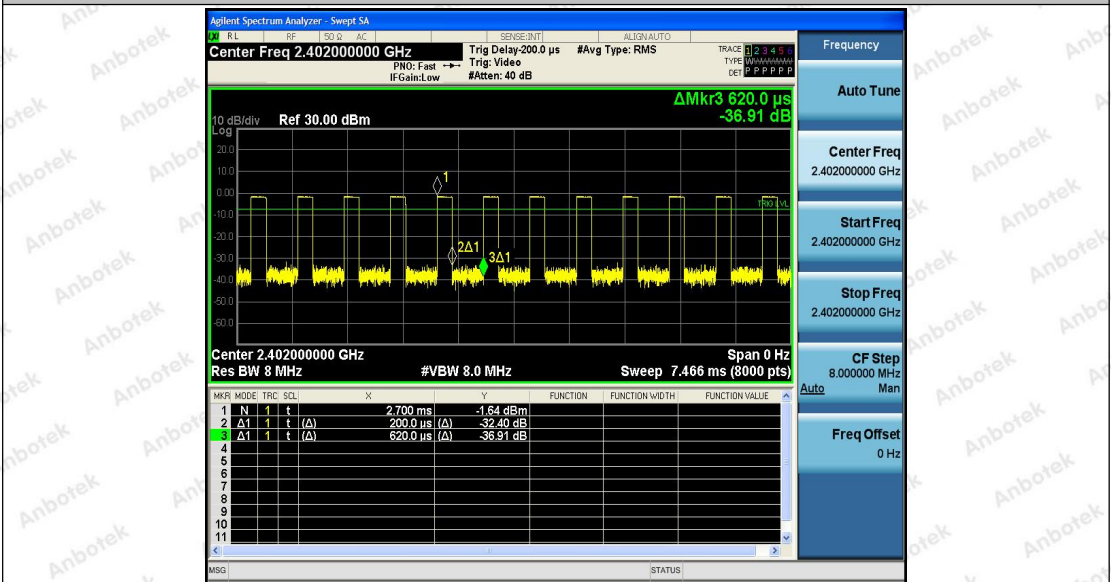 Agilent Spectrum Analyzer - Swept SA
RL RF 50 Ω AC SENSE:INT ALIGNAUTO
Center Freq 2.402000000 GHz
PNO: Fast
IFGain:Low
Trig Delay-200.0 µs
Trig: Video
#Atten: 40 dB
#Avg Type: RMS
TRACE 1 2 3 4 5 6
TYPE
DET P P P P P P
ΔMkr3 620.0 µs
-36.91 dB
10 dB/div Ref 30.00 dBm
Log
20.0
10.0
0.00
-10.0
-20.0
-30.0
-40.0
-50.0
-60.0
1
2Δ1
3Δ1
TRIG LVL
Center 2.402000000 GHz Span 0 Hz
Res BW 8 MHz #VBW 8.0 MHz Sweep 7.466 ms (8000 pts)
MKR MODE TRC SCL X Y FUNCTION FUNCTION WIDTH FUNCTION VALUE
1 N 1 t 2.700 ms -1.64 dBm
2 Δ1 1 t (Δ) 200.0 µs (Δ) -32.40 dB
3 Δ1 1 t (Δ) 620.0 µs (Δ) -36.91 dB
4
5
6
7
8
9
10
11
MSG STATUS
Frequency
Auto Tune
Center Freq
2.402000000 GHz
Start Freq
2.402000000 GHz
Stop Freq
2.402000000 GHz
CF Step
8.000000 MHz
Auto Man
Freq Offset
0 Hz
Anbotek